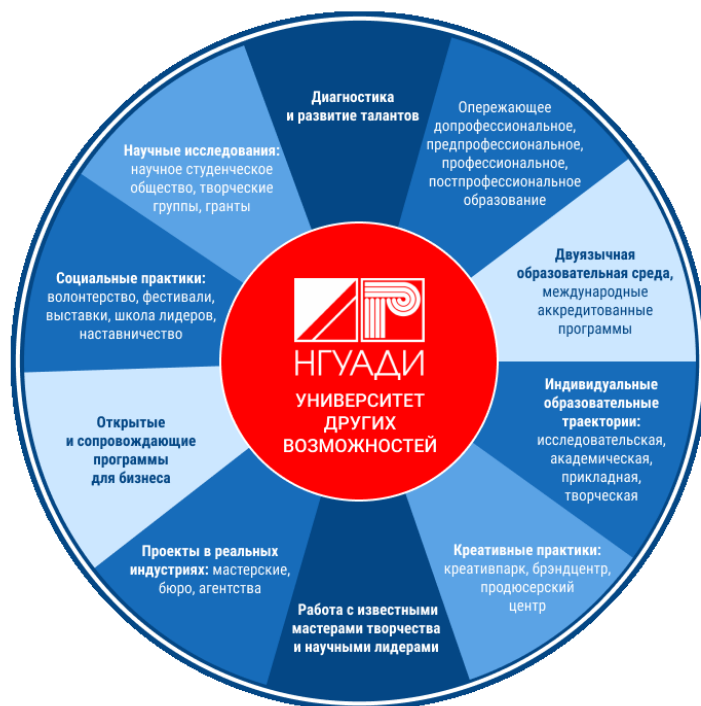 Диагностика
и развитие талантов
Опережающее
допрофессиональное,
предпрофессиональное,
профессиональное,
постпрофессиональное
образование
Двуязычная
образовательная среда,
международные
аккредитованные
программы
Индивидуальные
образовательные
траектории:
исследовательская,
академическая,
прикладная,
творческая
Креативные практики:
креативпарк, брэндцентр,
продюсерский
центр
Работа с известными
мастерами творчества
и научными лидерами
Проекты в реальных
индустриях: мастерские,
бюро, агентства
Открытые
и сопровождающие
программы
для бизнеса
Социальные практики:
волонтерство, фестивали,
выставки, школа лидеров,
наставничество
Научные исследования:
научное студенческое
общество, творческие
группы, гранты
НГУАДИ
УНИВЕРСИТЕТ
ДРУГИХ
ВОЗМОЖНОСТЕЙ